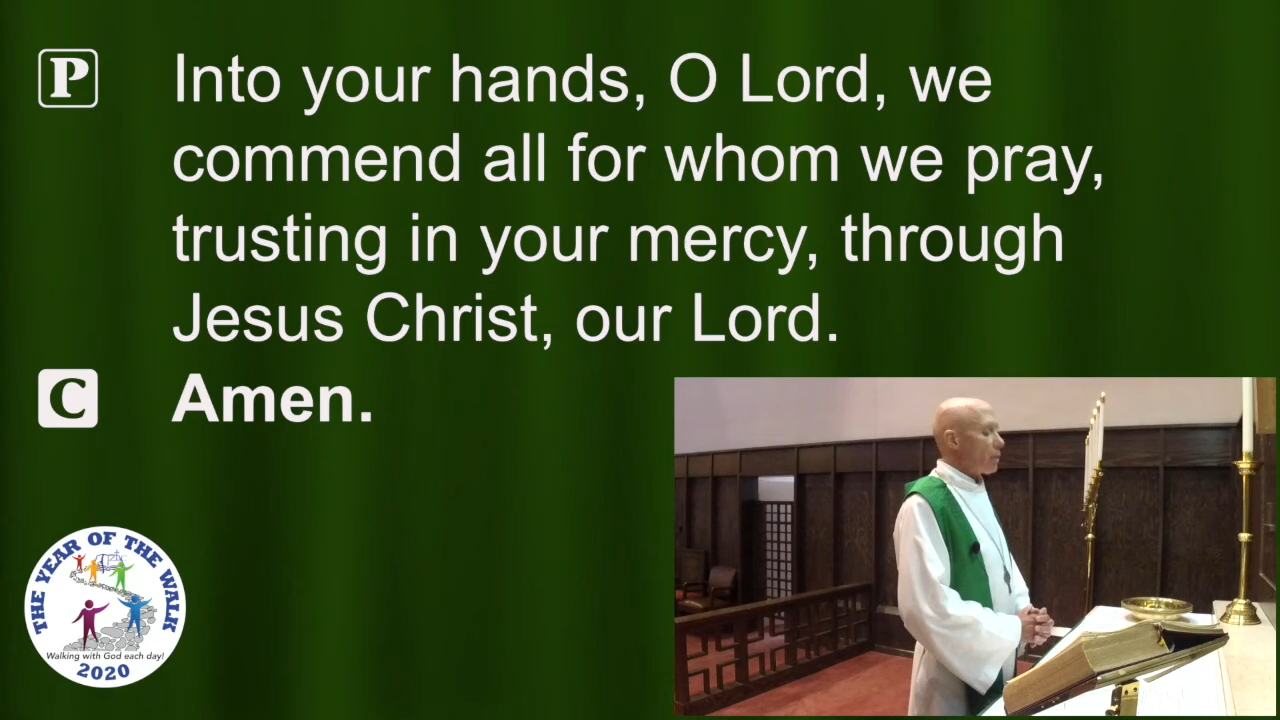 P Into your hands, O Lord, we
commend all for whom we pray,
trusting in your mercy, through
Jesus Christ, our Lord.
C Amen.
THE YEAR OF THE WALK
Walking with God each day!
2020